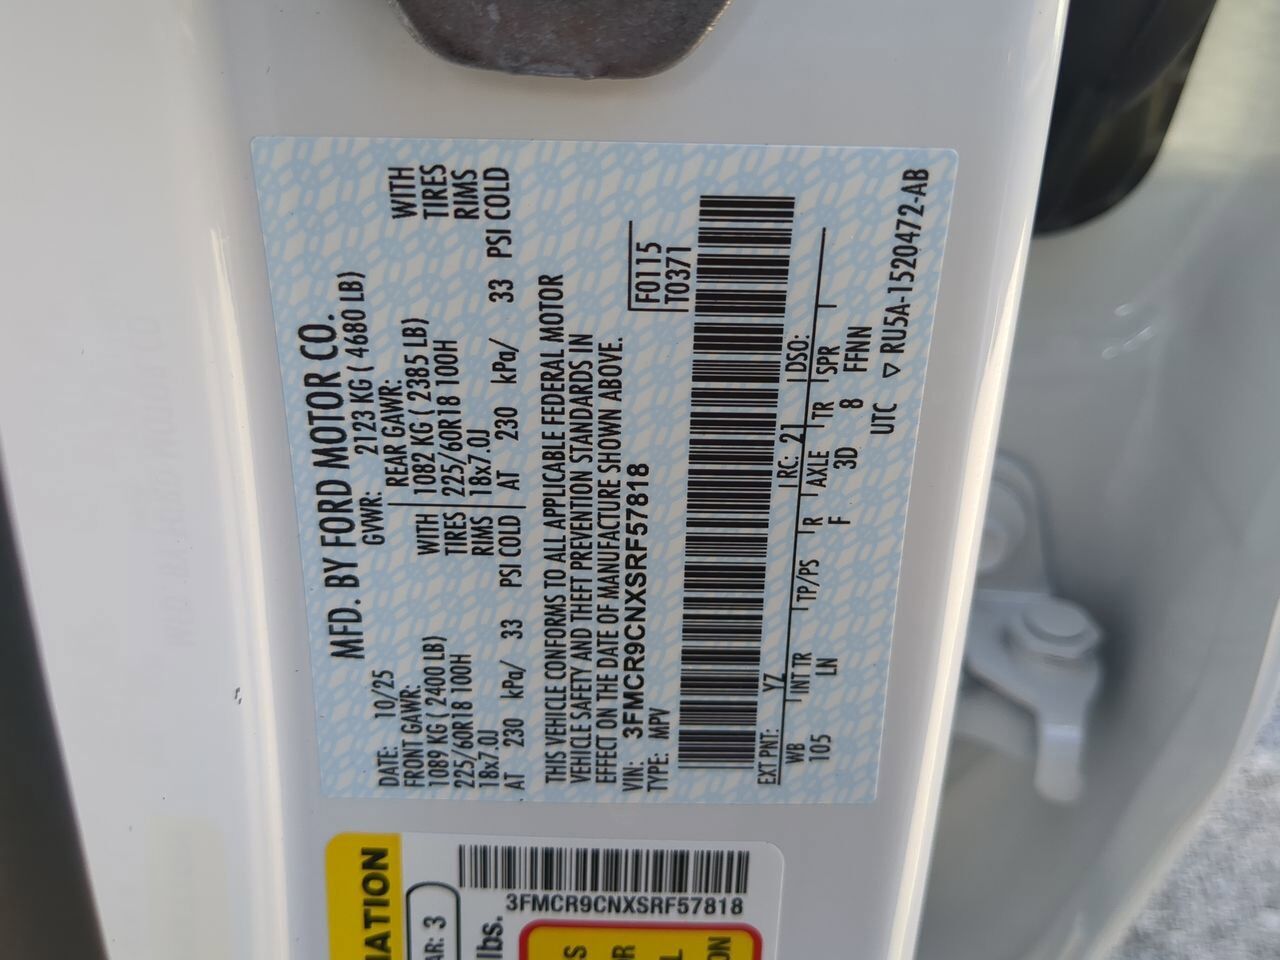 MFD. BY FORD MOTOR CO.
DATE: 10/25 GVWR: 2123 KG ( 4680 LB)
FRONT GAWR: REAR GAWR:
1089 KG ( 2400 LB) WITH 1082 KG ( 2385 LB) WITH
225/60R18 100H TIRES 225/60R18 100H TIRES
18x7.0J RIMS 18x7.0J RIMS
AT 230 kPa/ 33 PSI COLD AT 230 kPa/ 33 PSI COLD
THIS VEHICLE CONFORMS TO ALL APPLICABLE FEDERAL MOTOR
VEHICLE SAFETY AND THEFT PREVENTION STANDARDS IN
EFFECT ON THE DATE OF MANUFACTURE SHOWN ABOVE.
VIN: 3FMCR9CNXSRF57818 F0115
TYPE: MPV T0371
EXT PNT: YZ RC: 21 DSO:
WB INT TR TP/PS R AXLE TR SPR
105 LN F 3D 8 FFNN
UTC ▽ RU5A-1520472-AB
3FMCR9CNXSRF57818
AR: 3
lbs.